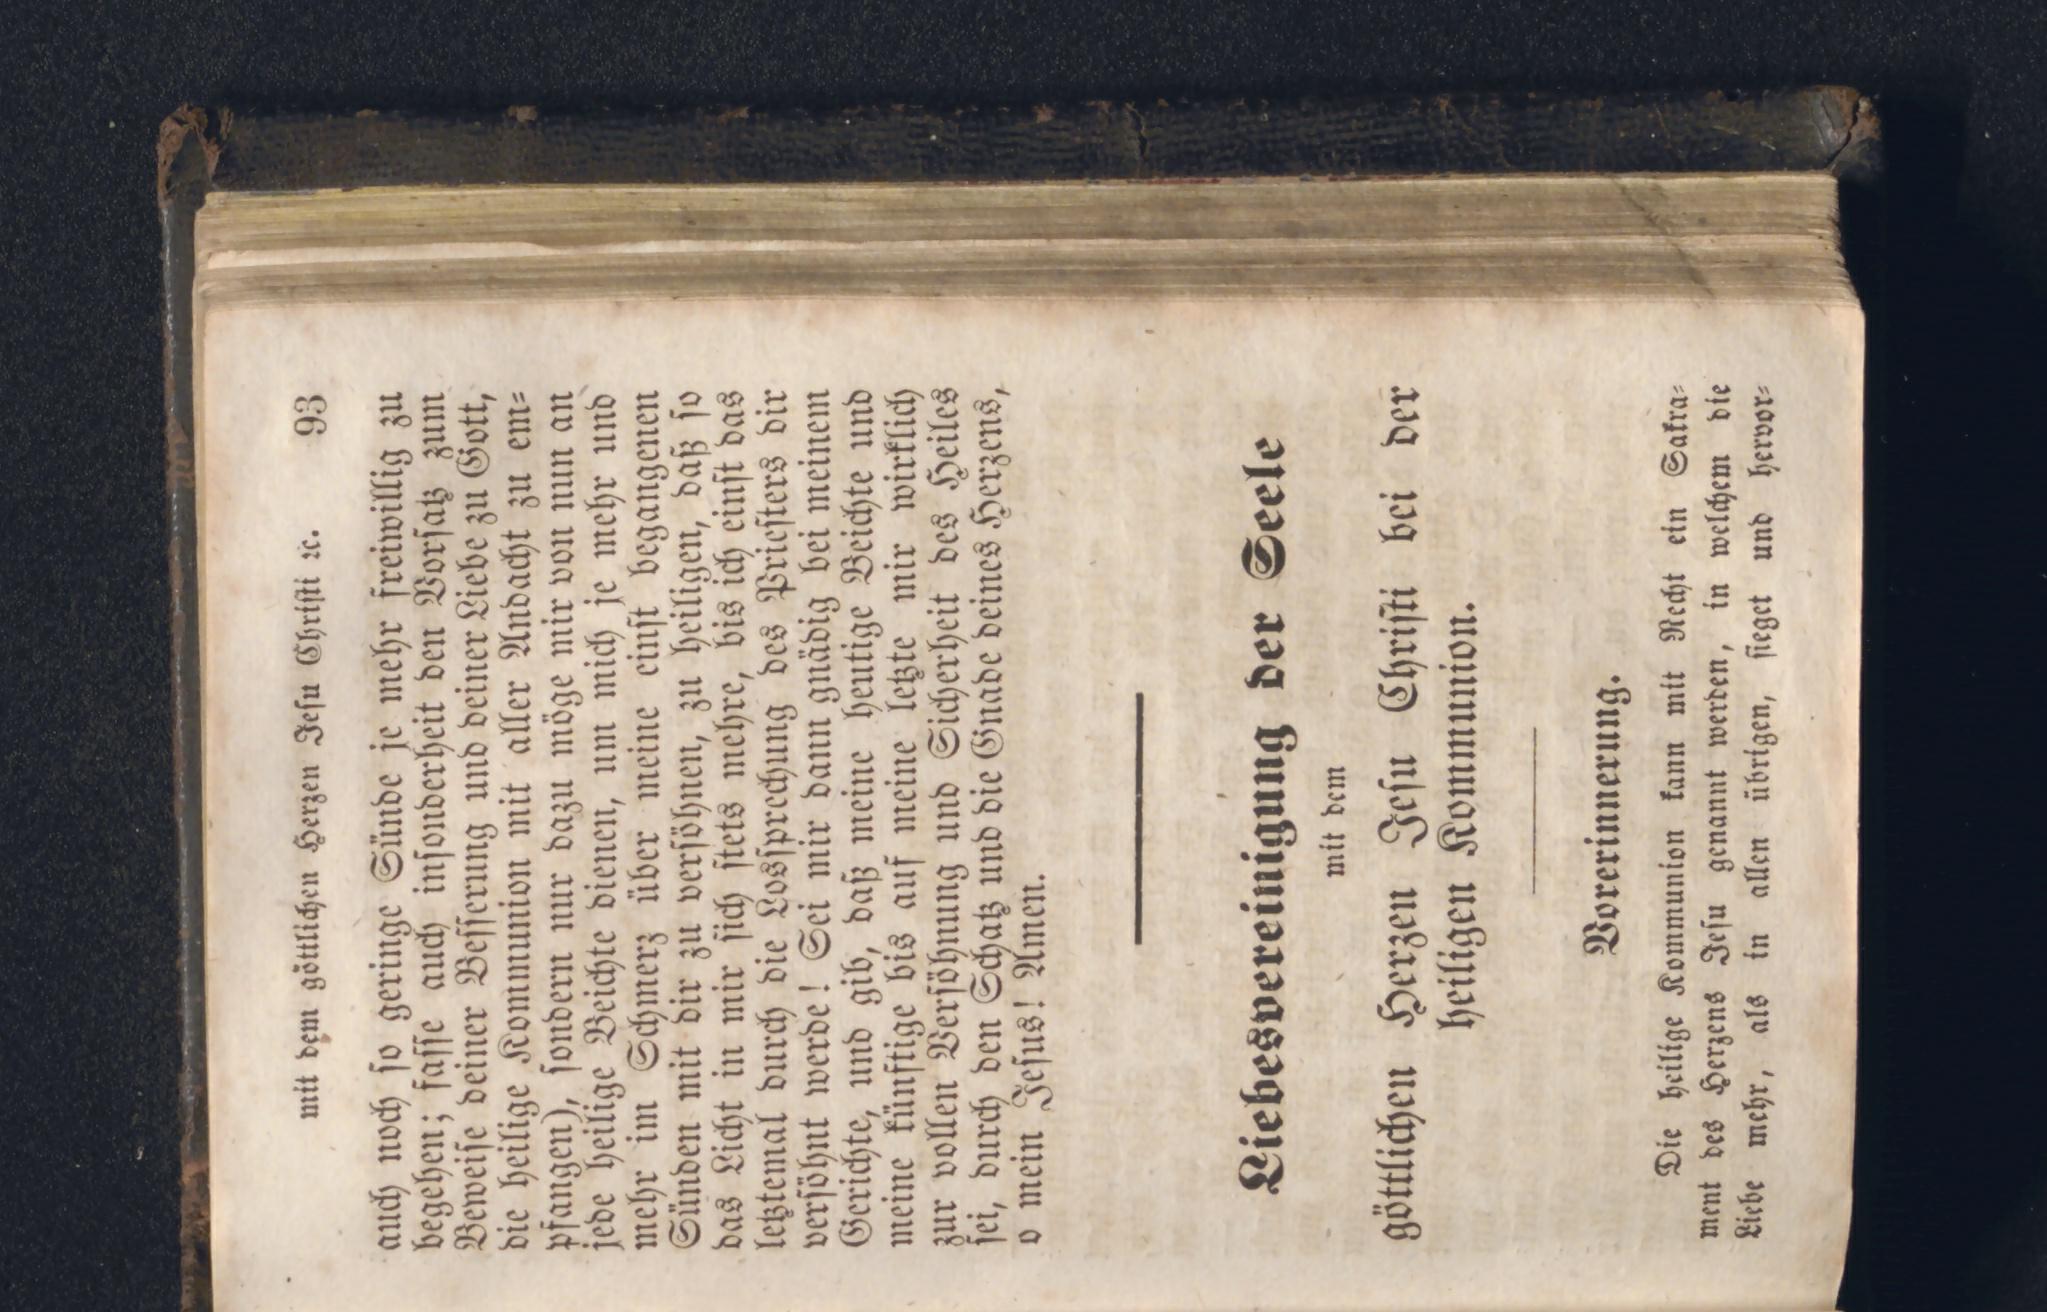 mit dem göttlichen Herzen Jesu Christi ꝛc. 93
auch noch so geringe Sünde je mehr freiwillig zu
begehen; fasse auch insonderheit den Vorsatz zum
Beweise deiner Besserung und deiner Liebe zu Gott,
die heilige Kommunion mit aller Andacht zu em⸗
pfangen), sondern nur dazu möge mir von nun an
jede heilige Beichte dienen, um mich je mehr und
mehr im Schmerz über meine einst begangenen
Sünden mit dir zu versöhnen, zu heiligen, daß so
das Licht in mir sich stets mehre, bis ich einst das
letztemal durch die Lossprechung des Priesters dir
versöhnt werde! Sei mir dann gnädig bei meinem
Gerichte, und gib, daß meine heutige Beichte und
meine künftige bis auf meine letzte mir wirklich
zur vollen Versöhnung und Sicherheit des Heiles
sei, durch den Schatz und die Gnade deines Herzens,
o mein Jesus! Amen.
Liebesvereinigung der Seele
mit dem
göttlichen Herzen Jesu Christi bei der
heiligen Kommunion.
Vorerinnerung.
Die heilige Kommunion kann mit Recht ein Sakra⸗
ment des Herzens Jesu genannt werden, in welchem die
Liebe mehr, als in allen übrigen, sieget und hervor⸗